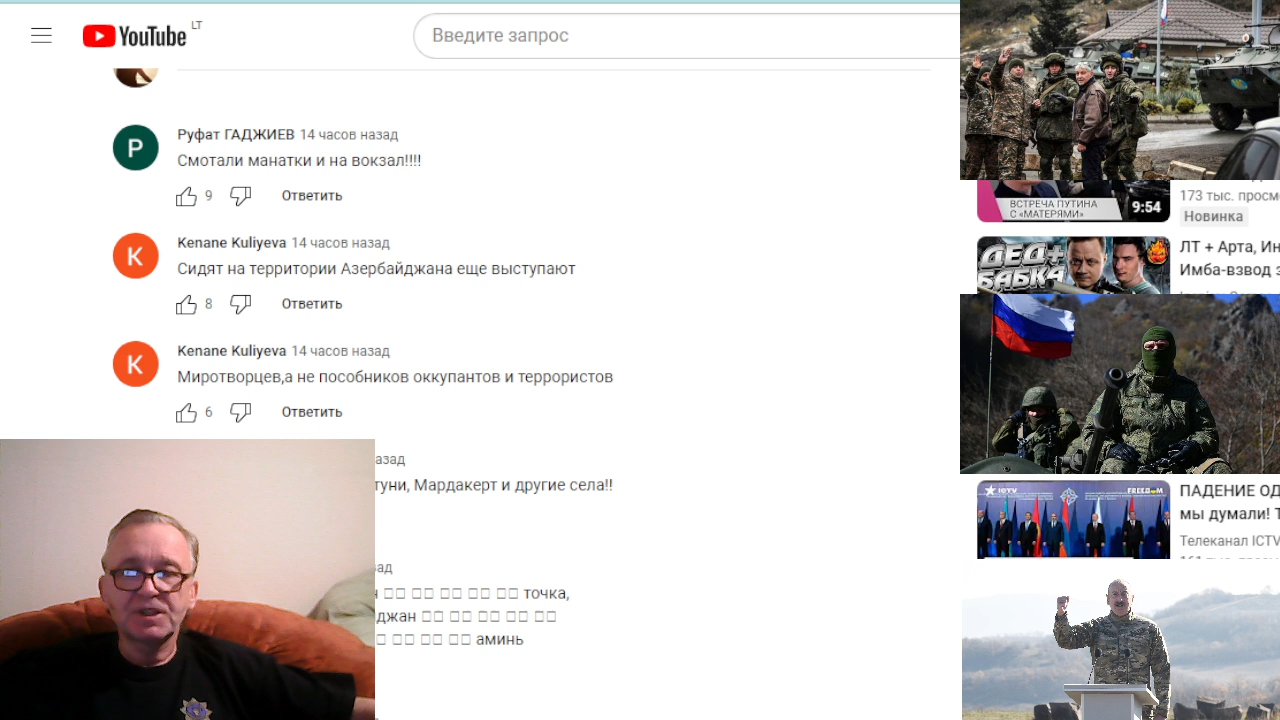 YouTube LT
Введите запрос
Руфат ГАДЖИЕВ 14 часов назад
Смотали манатки и на вокзал!!!!
9 Ответить
Kenane Kuliyeva 14 часов назад
Сидят на территории Азербайджана еще выступают
8 Ответить
Kenane Kuliyeva 14 часов назад
Миротворцев,а не пособников оккупантов и террористов
6 Ответить
азад
туни, Мардакерт и другие села!!
зад
точка,
джан
аминь
173 тыс. просм
ВСТРЕЧА ПУТИНА
С «МАТЕРЯМИ»
9:54
Новинка
ДЕД+
БАБКА
ЛТ + Арта, Ин
Имба-взвод з
ICTV
FREEДОМ
ПАДЕНИЕ ОД
мы думали! Т
Телеканал ICTV